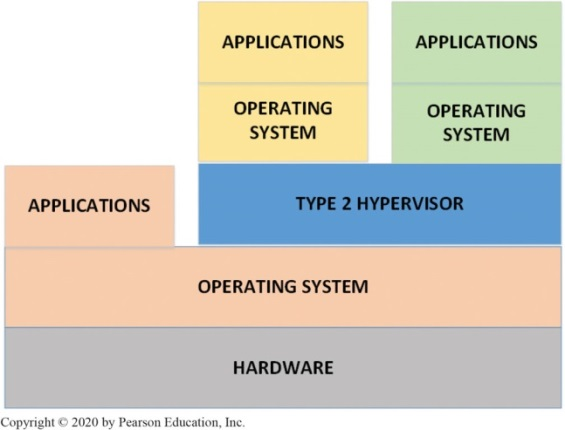 APPLICATIONS
APPLICATIONS
OPERATING
SYSTEM
OPERATING
SYSTEM
APPLICATIONS
TYPE 2 HYPERVISOR
OPERATING SYSTEM
HARDWARE
Copyright © 2020 by Pearson Education, Inc.